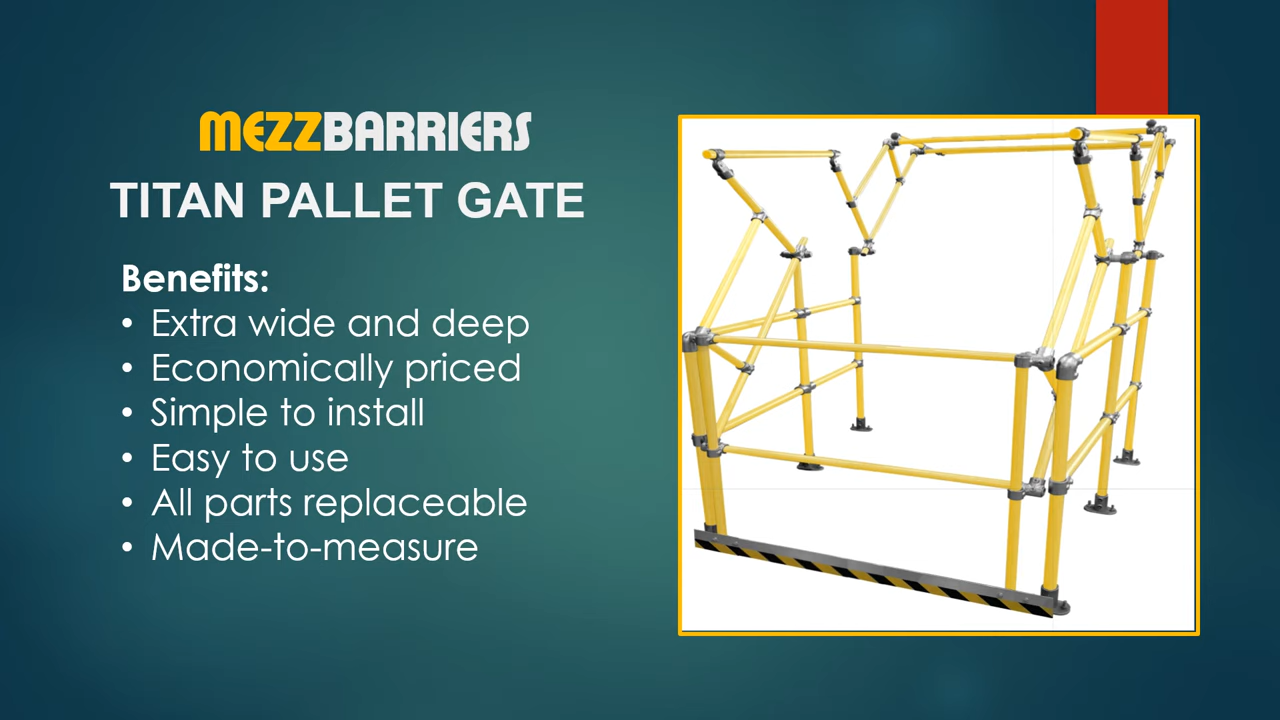 MEZZBARRIERS
TITAN PALLET GATE
Benefits:
• Extra wide and deep
• Economically priced
• Simple to install
• Easy to use
• All parts replaceable
• Made-to-measure